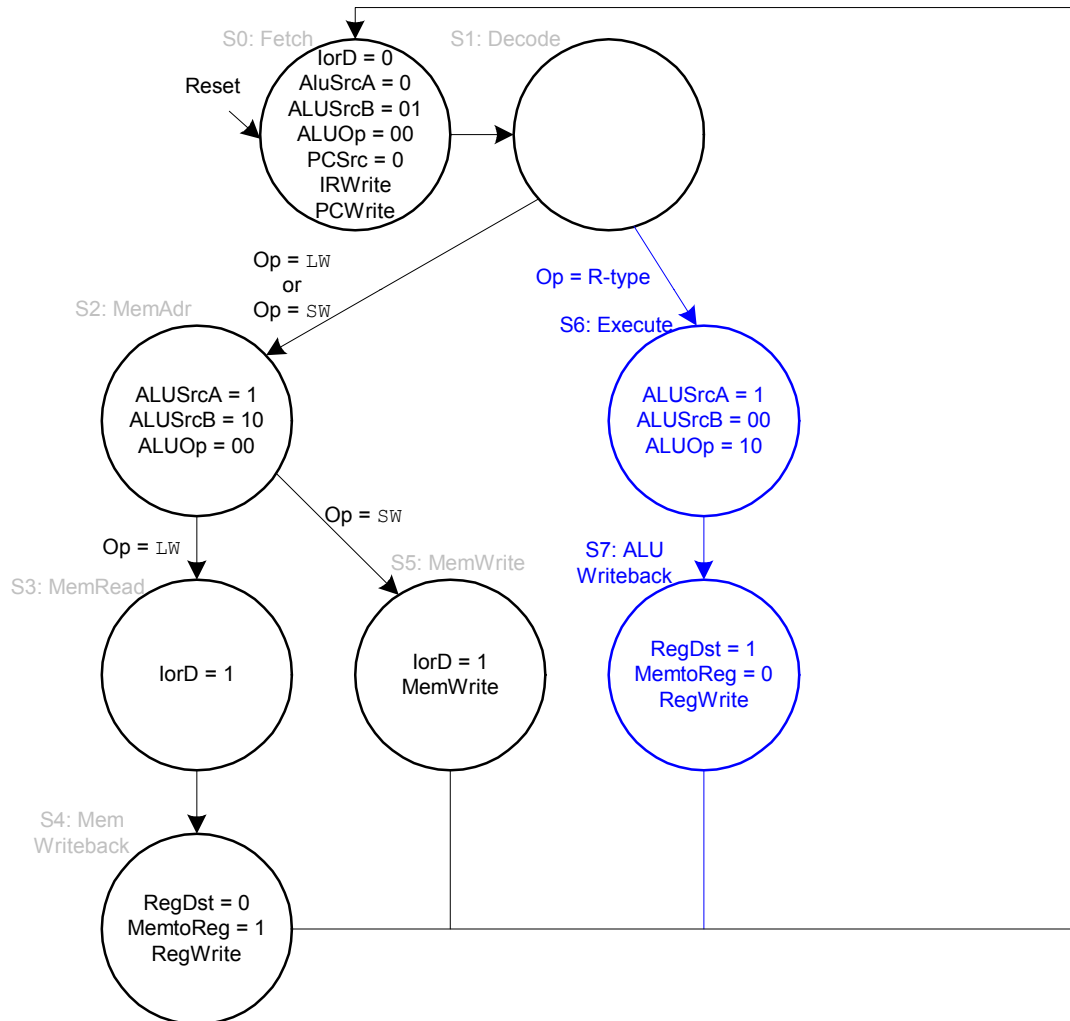 S0: Fetch
S1: Decode
Reset
IorD = 0
AluSrcA = 0
ALUSrcB = 01
ALUOp = 00
PCSrc = 0
IRWrite
PCWrite
Op = LW
or
Op = SW
Op = R-type
S2: MemAdr
S6: Execute
ALUSrcA = 1
ALUSrcB = 10
ALUOp = 00
ALUSrcA = 1
ALUSrcB = 00
ALUOp = 10
Op = LW
Op = SW
S3: MemRead
S5: MemWrite
S7: ALU
Writeback
IorD = 1
IorD = 1
MemWrite
RegDst = 1
MemtoReg = 0
RegWrite
S4: Mem
Writeback
RegDst = 0
MemtoReg = 1
RegWrite